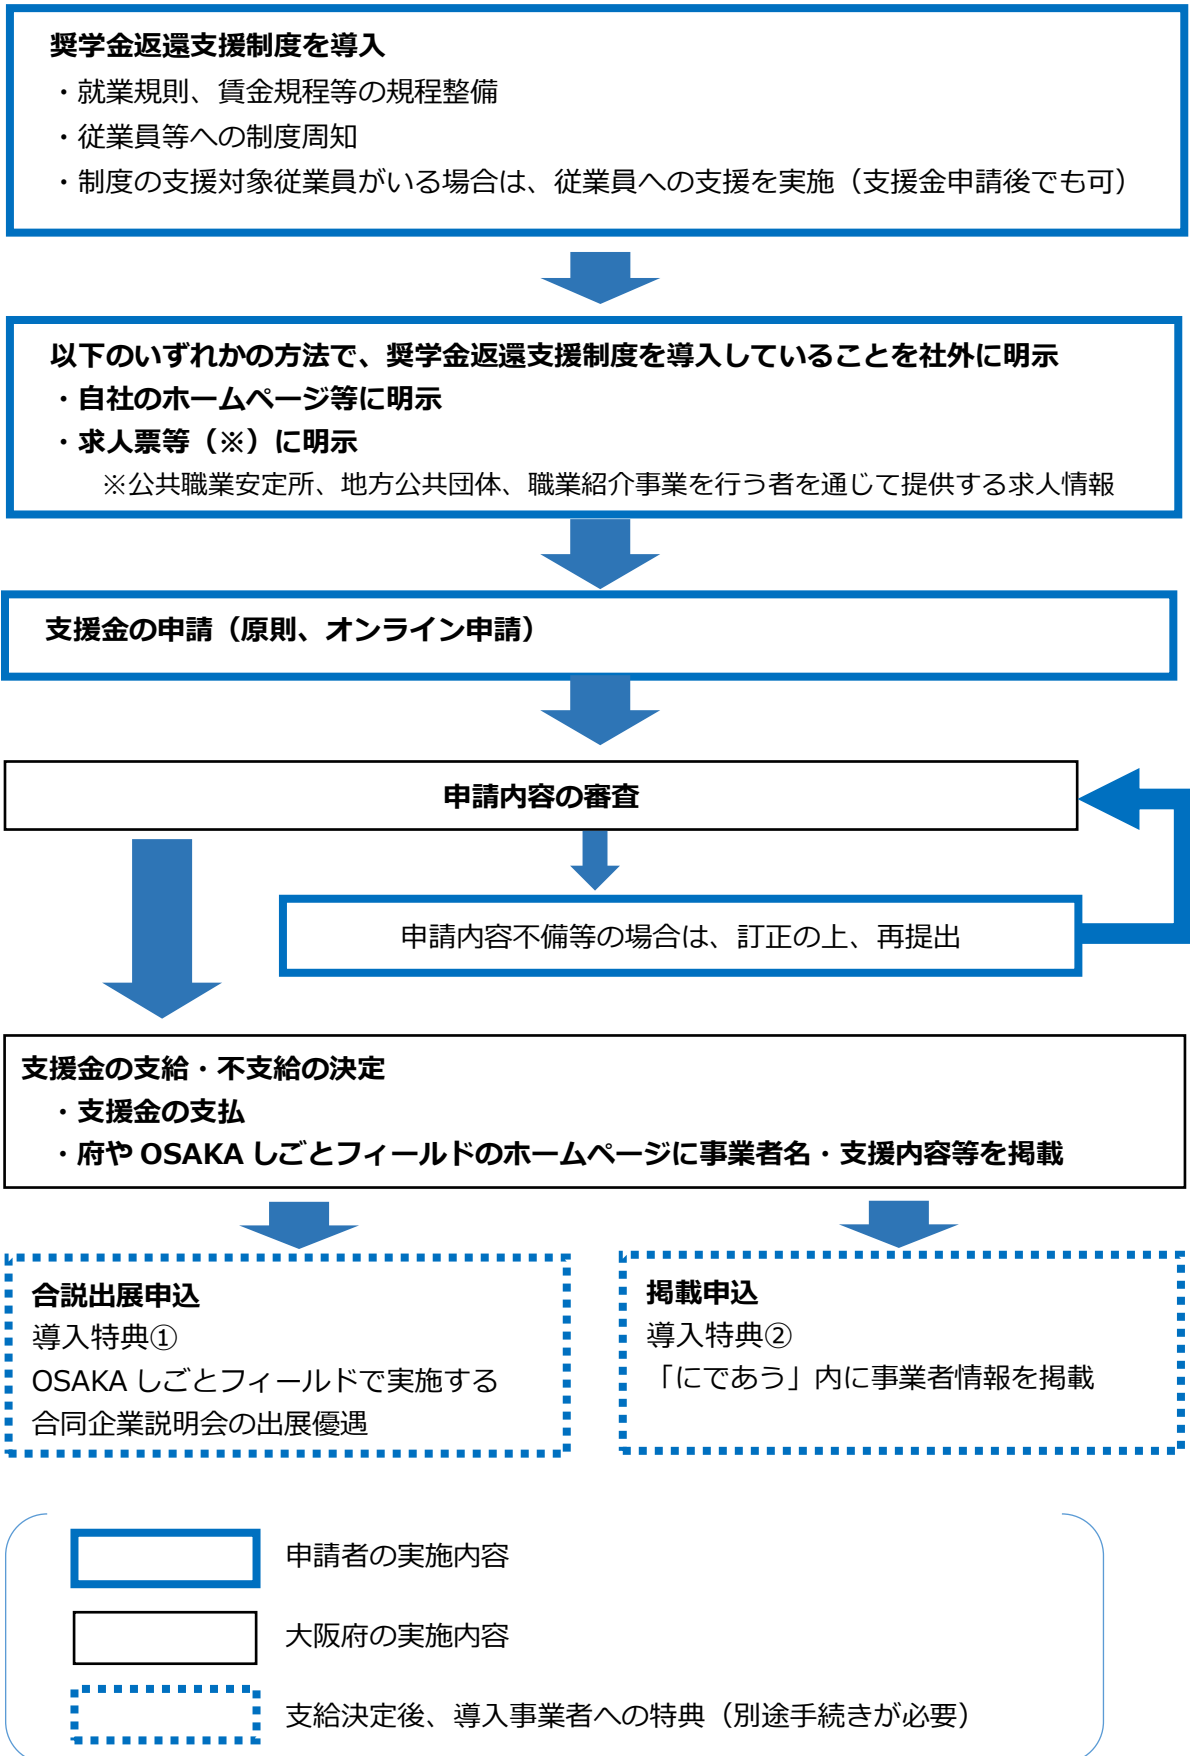 奨学金返還支援制度を導入
・就業規則、賃金規程等の規程整備
・従業員等への制度周知
・制度の支援対象従業員がいる場合は、従業員への支援を実施（支援金申請後でも可）
以下のいずれかの方法で、奨学金返還支援制度を導入していることを社外に明示
・自社のホームページ等に明示
・求人票等（※）に明示
※公共職業安定所、地方公共団体、職業紹介事業を行う者を通じて提供する求人情報
支援金の申請（原則、オンライン申請）
申請内容の審査
申請内容不備等の場合は、訂正の上、再提出
支援金の支給・不支給の決定
・支援金の支払
・府や OSAKA しごとフィールドのホームページに事業者名・支援内容等を掲載
合説出展申込
導入特典①
OSAKA しごとフィールドで実施する
合同企業説明会の出展優遇
掲載申込
導入特典②
「にであう」内に事業者情報を掲載
申請者の実施内容
大阪府の実施内容
支給決定後、導入事業者への特典（別途手続きが必要）